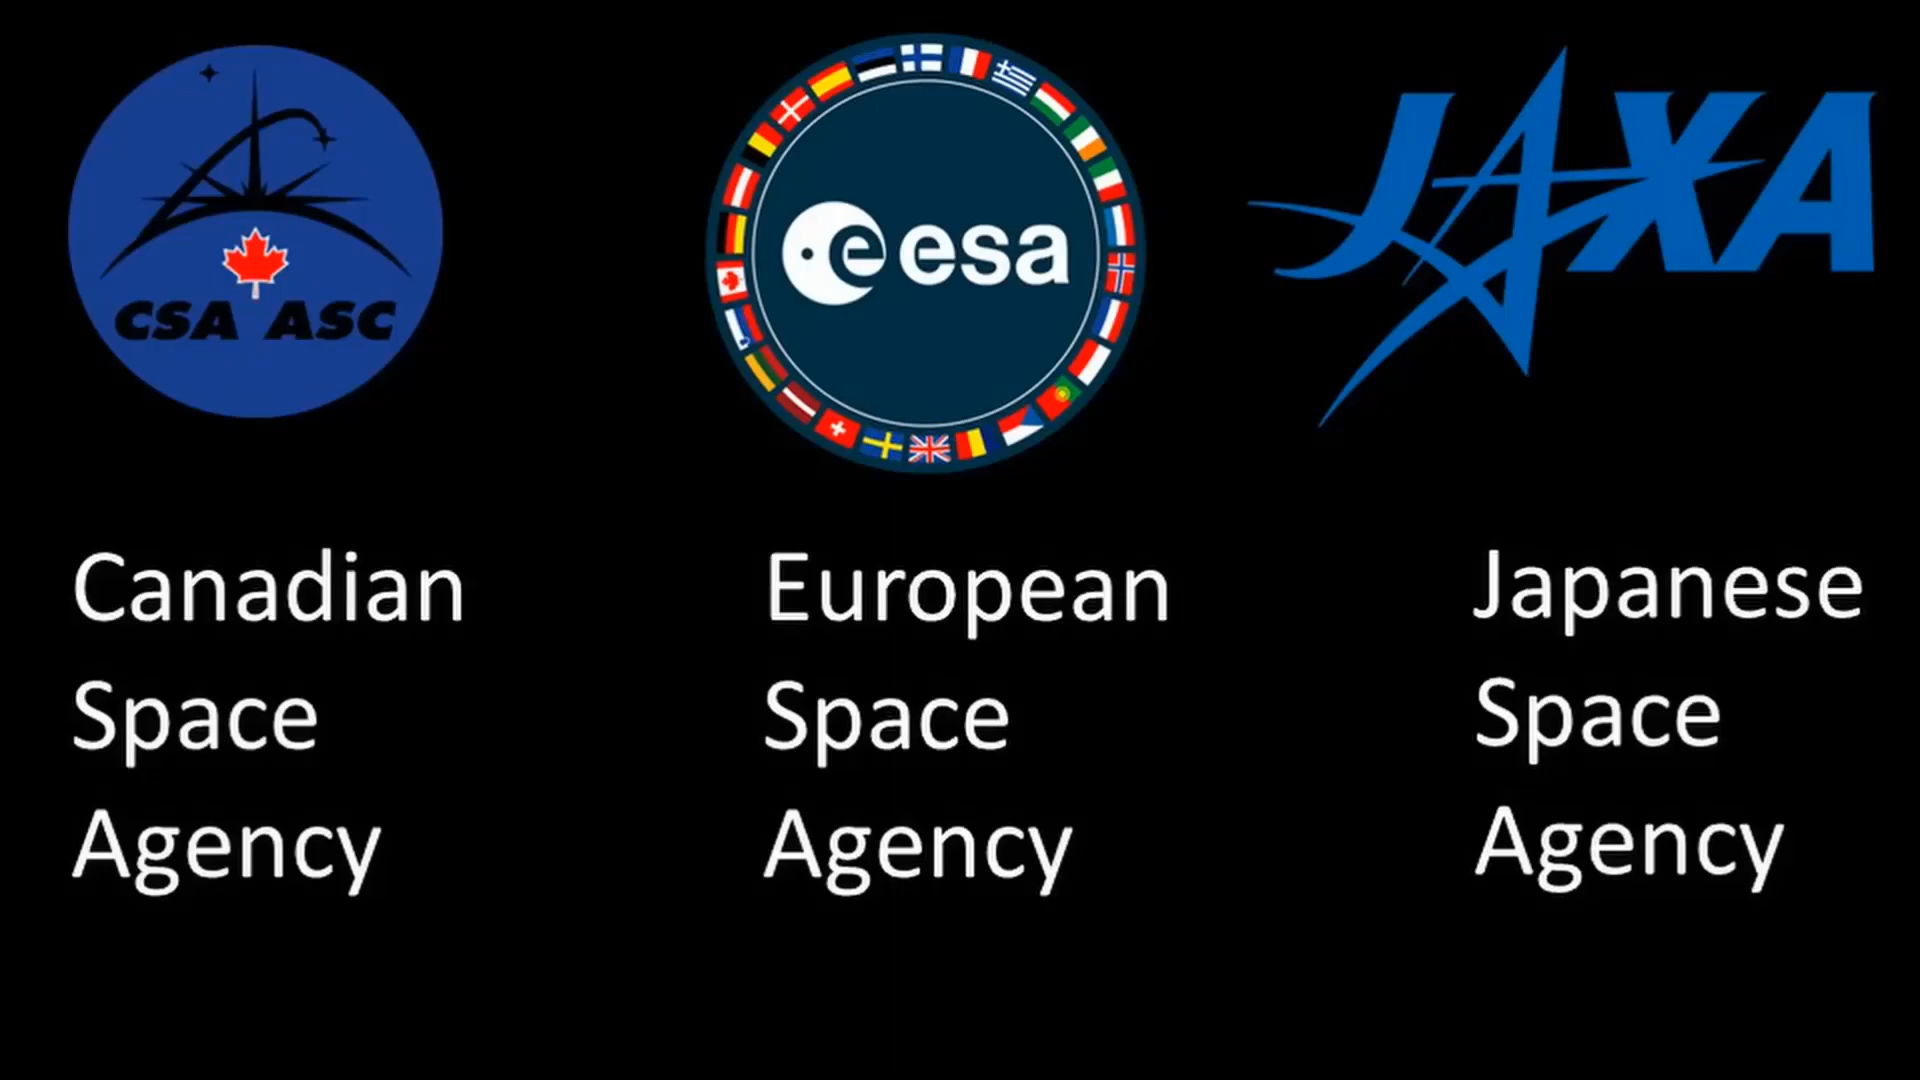 CSA ASC
e esa
JAXA
Canadian
Space
Agency
European
Space
Agency
Japanese
Space
Agency